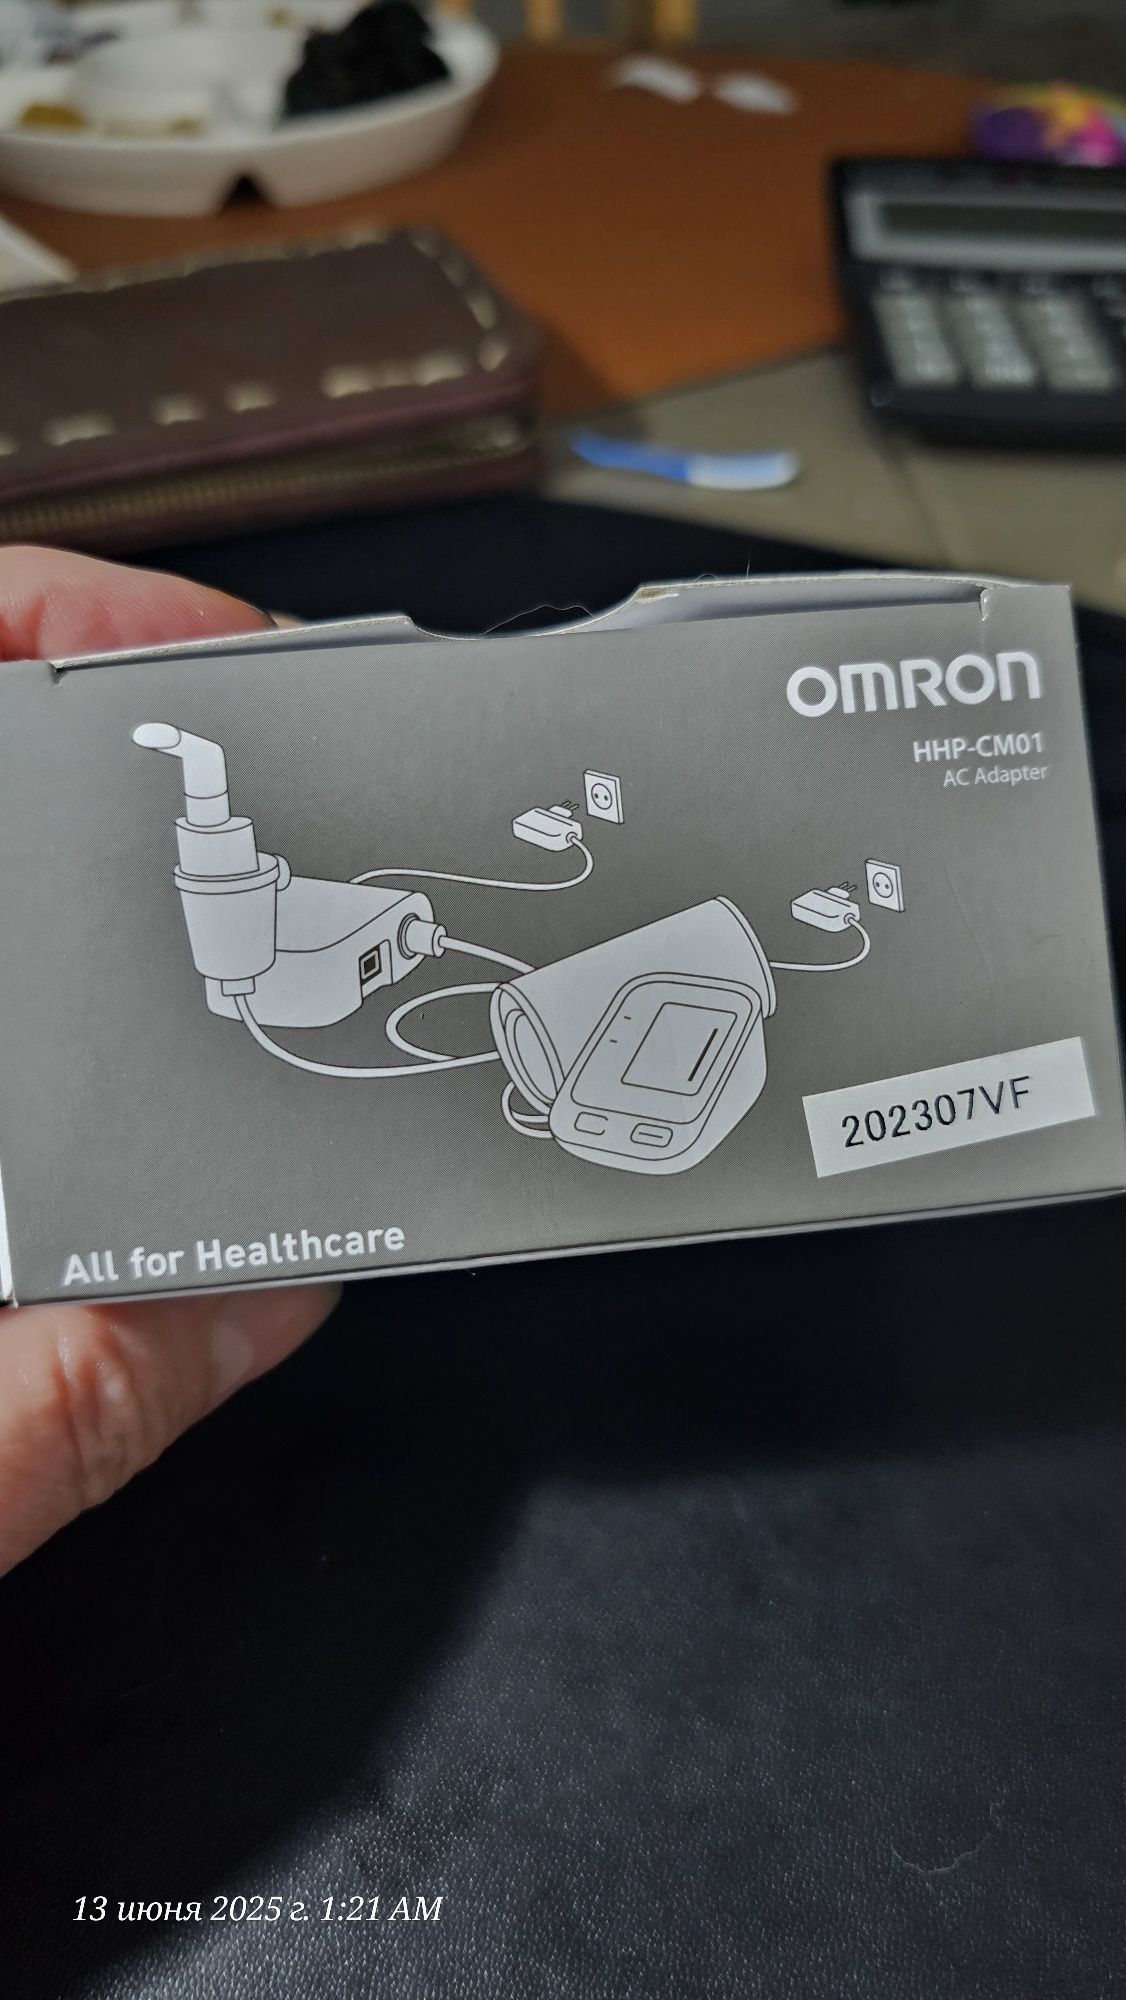 OMRON
HHP-CM01
AC Adapter
202307VF
All for Healthcare
13 июня 2025 г. 1:21 AM